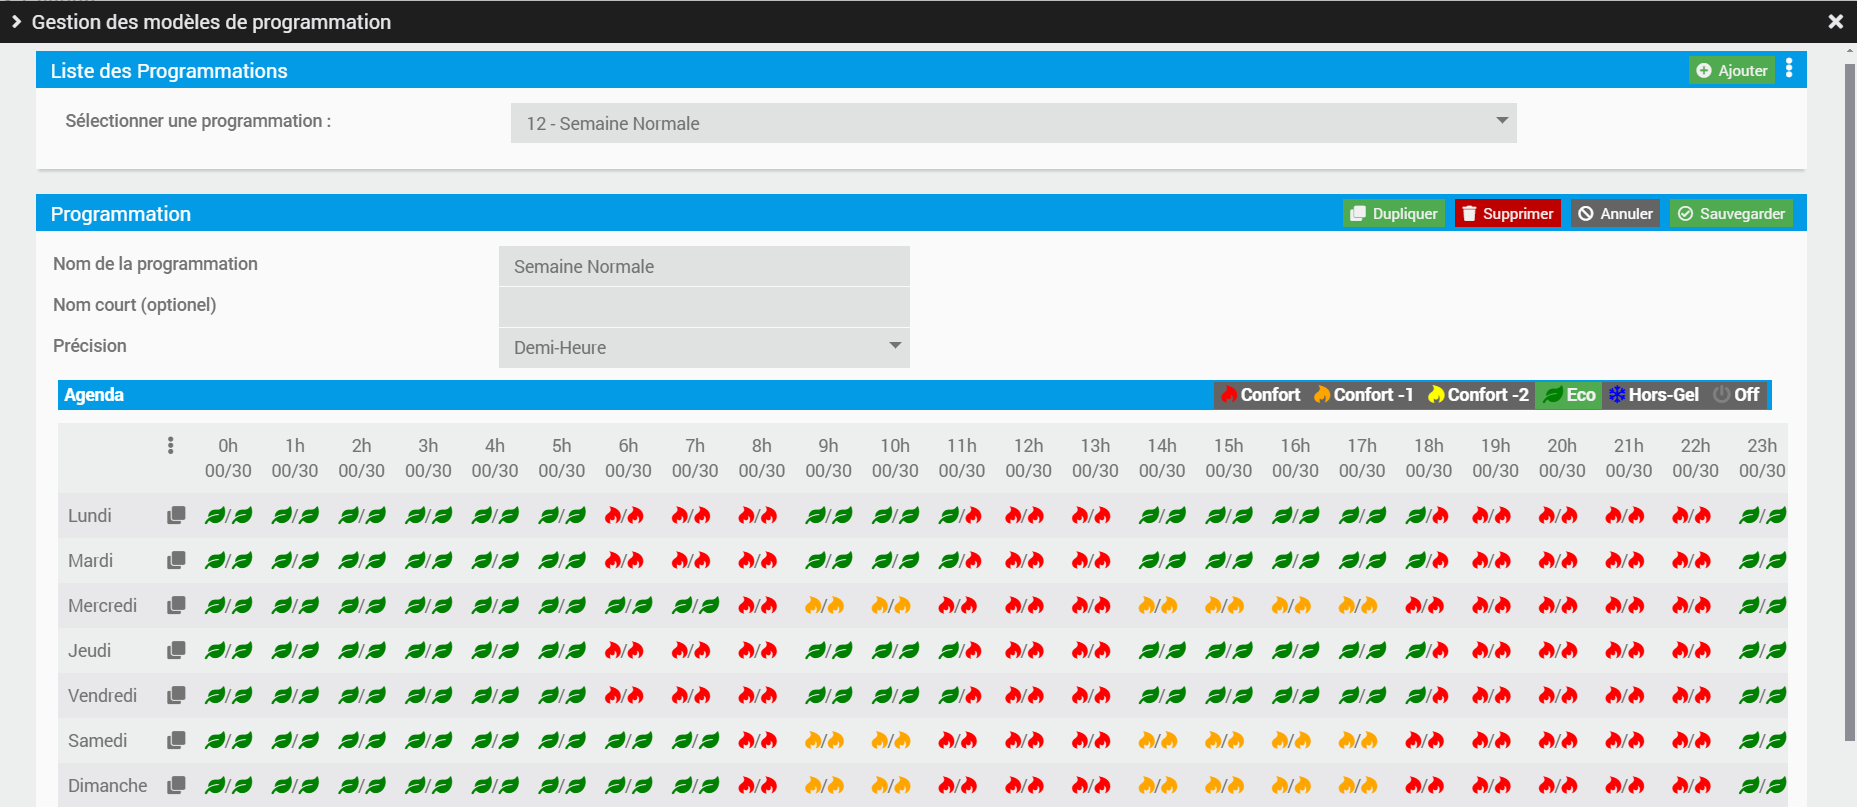 Gestion des modèles de programmation
Liste des Programmations Ajouter
Sélectionner une programmation : 12 - Semaine Normale
Programmation Dupliquer Supprimer Annuler Sauvegarder
Nom de la programmation Semaine Normale
Nom court (optionel)
Précision Demi-Heure
Agenda Confort Confort -1 Confort -2 Eco Hors-Gel Off
0h 1h 2h 3h 4h 5h 6h 7h 8h 9h 10h 11h 12h 13h 14h 15h 16h 17h 18h 19h 20h 21h 22h 23h
00/30 00/30 00/30 00/30 00/30 00/30 00/30 00/30 00/30 00/30 00/30 00/30 00/30 00/30 00/30 00/30 00/30 00/30 00/30 00/30 00/30 00/30 00/30 00/30
Lundi / / / / / / / / / / / / / / / / / / / / / / / /
Mardi / / / / / / / / / / / / / / / / / / / / / / / /
Mercredi / / / / / / / / / / / / / / / / / / / / / / / /
Jeudi / / / / / / / / / / / / / / / / / / / / / / / /
Vendredi / / / / / / / / / / / / / / / / / / / / / / / /
Samedi / / / / / / / / / / / / / / / / / / / / / / / /
Dimanche / / / / / / / / / / / / / / / / / / / / / / / /